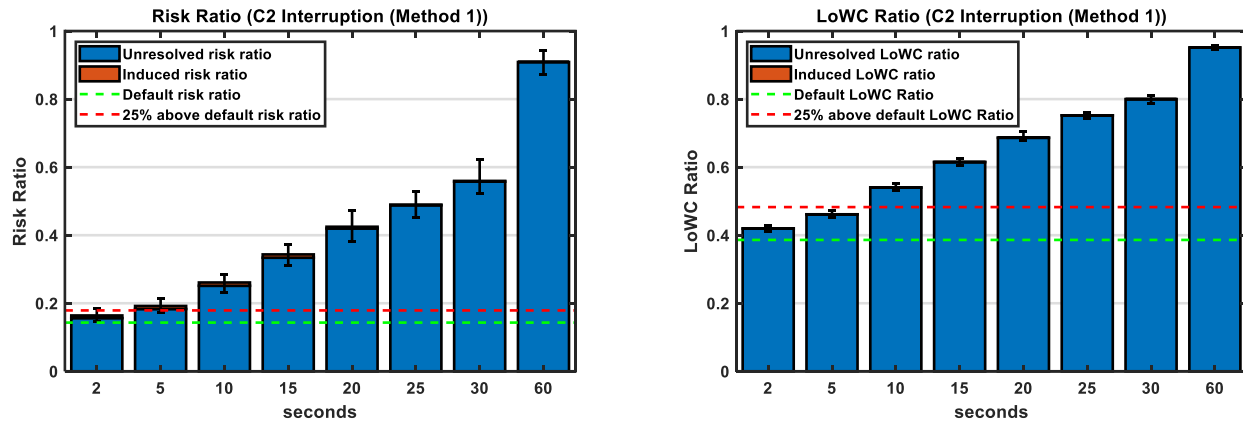 Risk Ratio (C2 Interruption (Method 1))
1
0.8
0.6
0.4
0.2
0
Risk Ratio
Unresolved risk ratio
Induced risk ratio
Default risk ratio
25% above default risk ratio
2 5 10 15 20 25 30 60
seconds
LoWC Ratio (C2 Interruption (Method 1))
1
0.8
0.6
0.4
0.2
0
LoWC Ratio
Unresolved LoWC ratio
Induced LoWC ratio
Default LoWC Ratio
25% above default LoWC Ratio
2 5 10 15 20 25 30 60
seconds